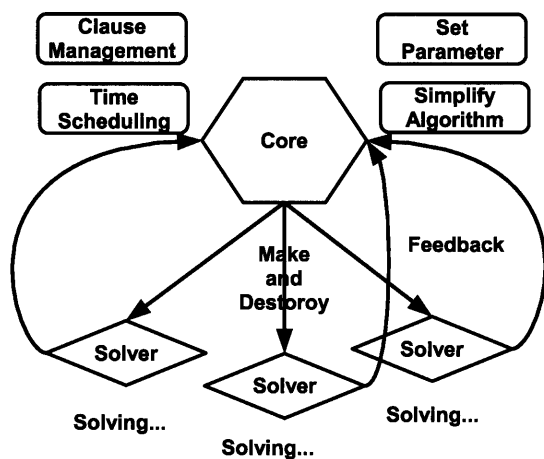 Clause
Management
Set
Parameter
Time
Scheduling
Simplify
Algorithm
Core
Make
and
Destoroy
Feedback
Solver
Solver
Solver
Solving...
Solving...
Solving...